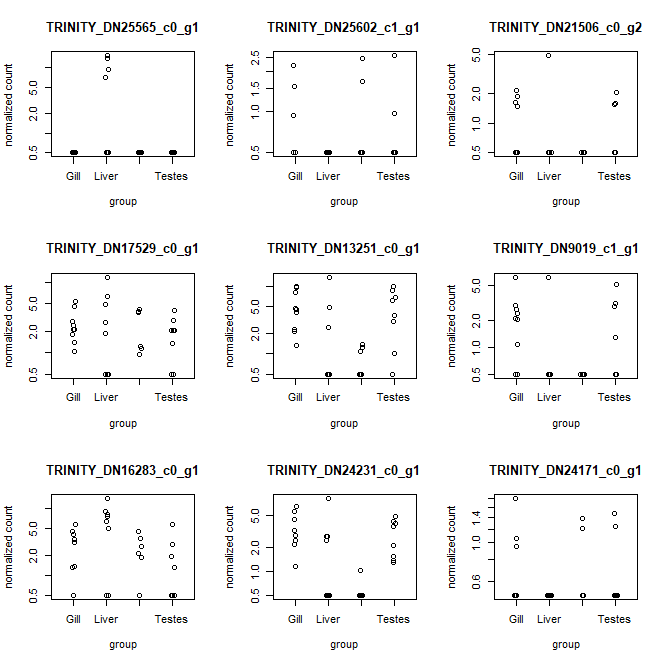 TRINITY_DN25565_c0_g1
normalized count
0.5 2.0 5.0
Gill Liver Testes
group
TRINITY_DN25602_c1_g1
normalized count
0.5 1.0 1.5 2.5
Gill Liver Testes
group
TRINITY_DN21506_c0_g2
normalized count
0.5 1.0 2.0 5.0
Gill Liver Testes
group
TRINITY_DN17529_c0_g1
normalized count
0.5 2.0 5.0
Gill Liver Testes
group
TRINITY_DN13251_c0_g1
normalized count
0.5 2.0 5.0
Gill Liver Testes
group
TRINITY_DN9019_c1_g1
normalized count
0.5 1.0 2.0 5.0
Gill Liver Testes
group
TRINITY_DN16283_c0_g1
normalized count
0.5 2.0 5.0
Gill Liver Testes
group
TRINITY_DN24231_c0_g1
normalized count
0.5 1.0 2.0 5.0
Gill Liver Testes
group
TRINITY_DN24171_c0_g1
normalized count
0.6 1.0 1.4
Gill Liver Testes
group